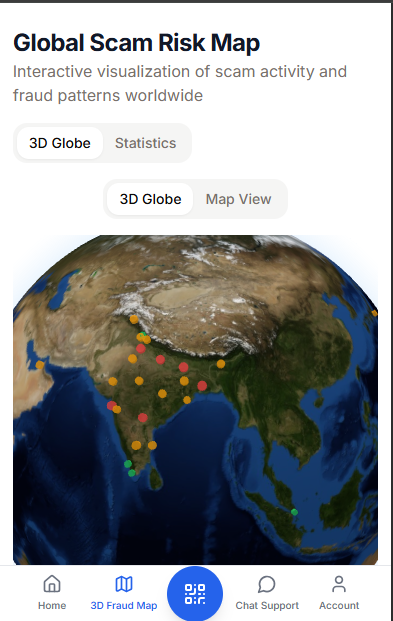 Global Scam Risk Map
Interactive visualization of scam activity and
fraud patterns worldwide
3D Globe Statistics
3D Globe Map View
Home 3D Fraud Map Chat Support Account